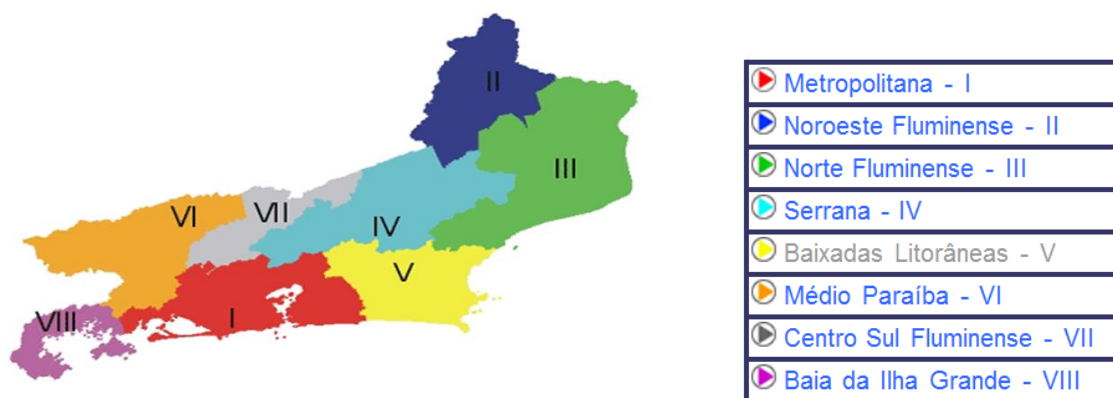 II
III
VI
VII
IV
V
VIII
I
Metropolitana - I
Noroeste Fluminense - II
Norte Fluminense - III
Serrana - IV
Baixadas Litorâneas - V
Médio Paraíba - VI
Centro Sul Fluminense - VII
Baia da Ilha Grande - VIII